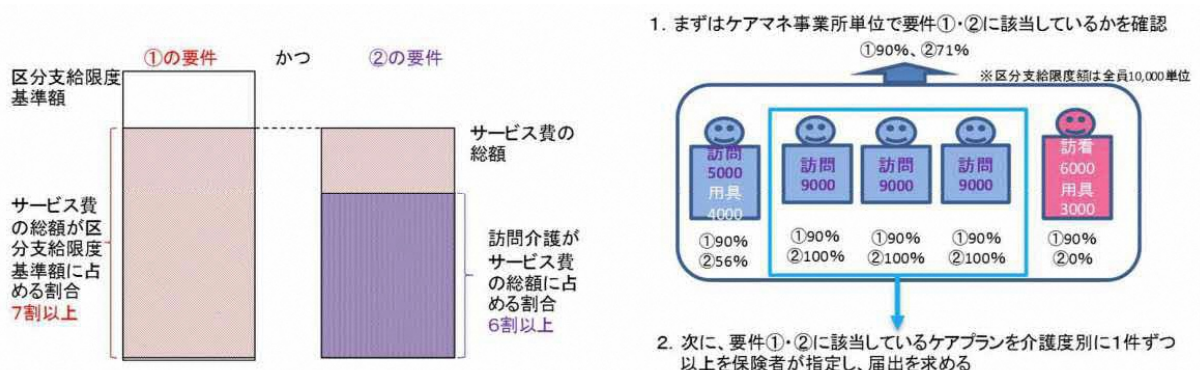 ①の要件 かつ ②の要件
区分支給限度
基準額
サービス費の
総額
サービス費
の総額が区
分支給限度
基準額に占
める割合
7割以上
訪問介護が
サービス費
の総額に占
める割合
6割以上
1. まずはケアマネ事業所単位で要件①・②に該当しているかを確認
①90%、②71%
※区分支給限度額は全員10,000単位
訪問
5000
用具
4000
①90%
②56%
訪問
9000
①90%
②100%
訪問
9000
①90%
②100%
訪問
9000
①90%
②100%
訪看
6000
用具
3000
①90%
②0%
2. 次に、要件①・②に該当しているケアプランを介護度別に1件ずつ
以上を保険者が指定し、届出を求める